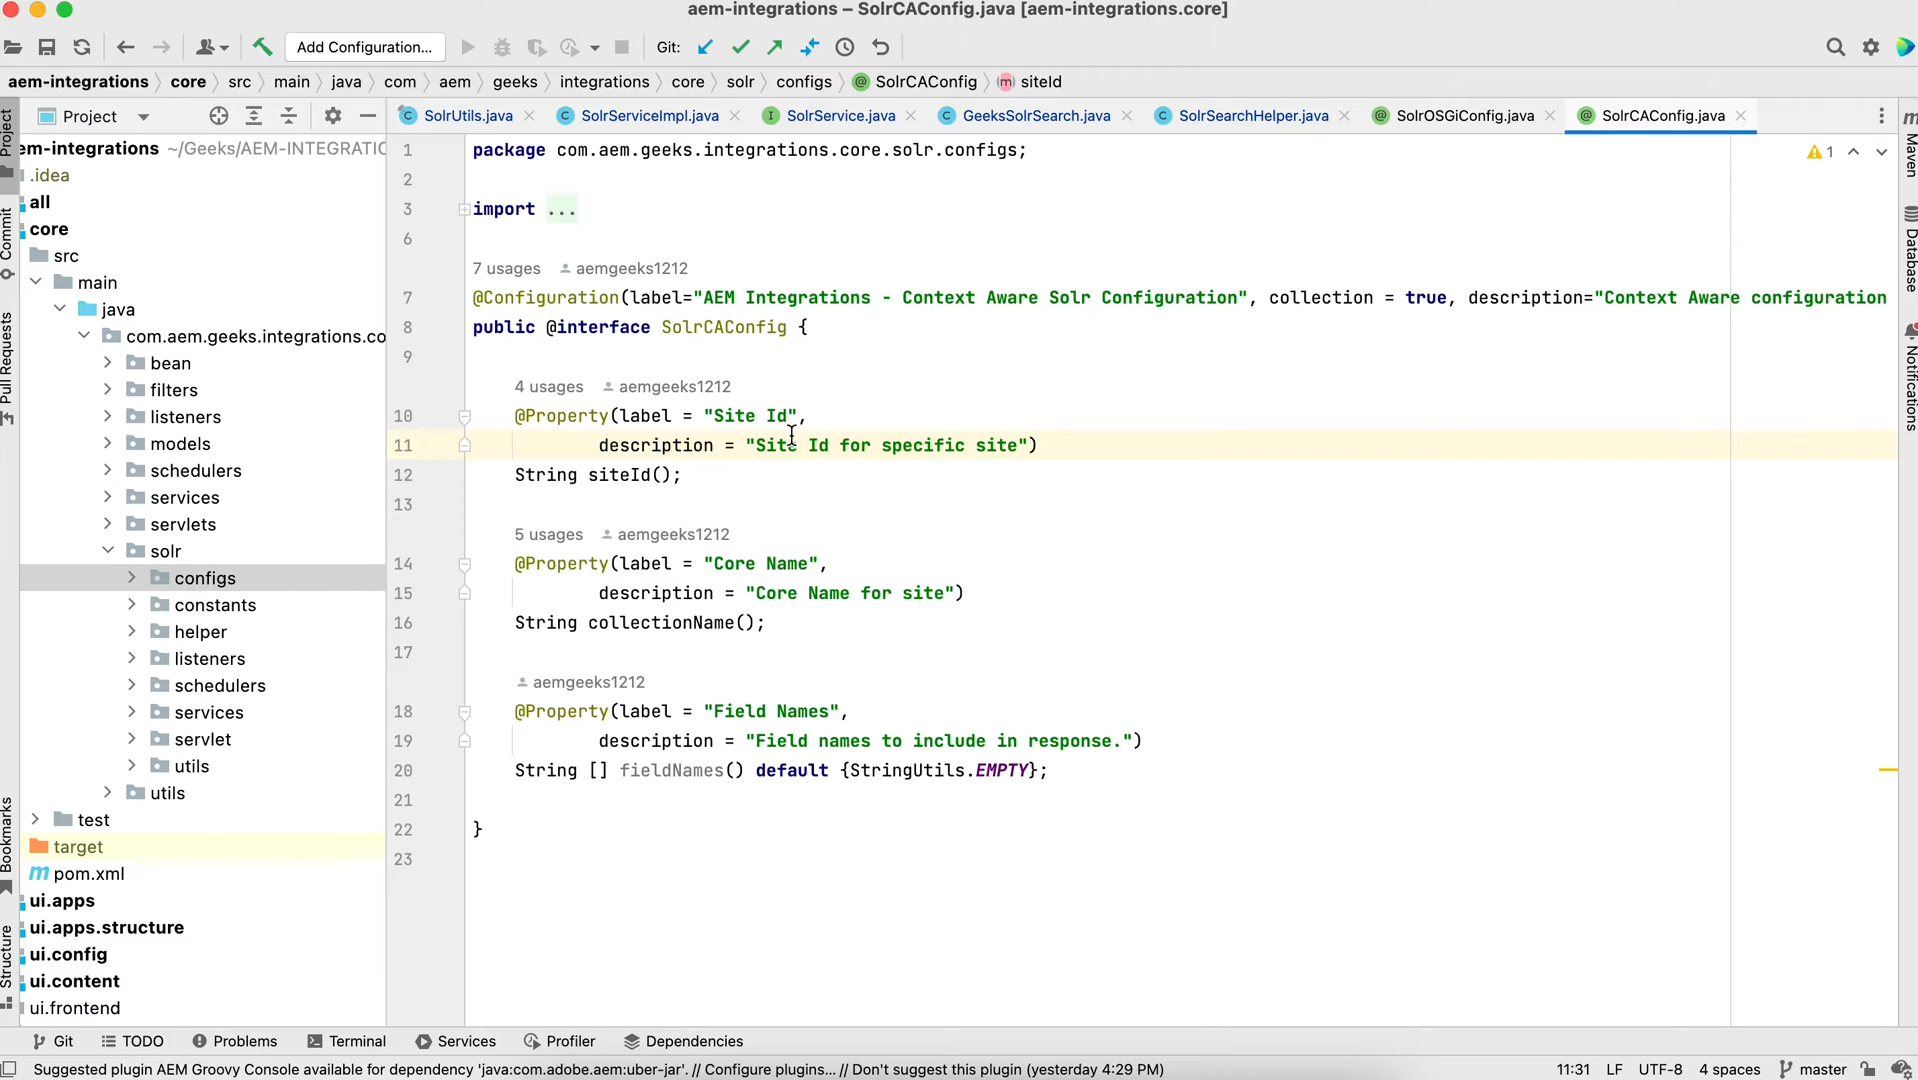 aem-integrations – SolrCAConfig.java [aem-integrations.core]
Add Configuration... Git:
aem-integrations core src main java com aem geeks integrations core solr configs SolrCAConfig siteId
Project
SolrUtils.java SolrServiceImpl.java SolrService.java GeeksSolrSearch.java SolrSearchHelper.java SolrOSGiConfig.java SolrCAConfig.java
Project
Commit
Pull Requests
Bookmarks
Structure
em-integrations ~/Geeks/AEM-INTEGRATIO
.idea
all
core
src
main
java
com.aem.geeks.integrations.co
bean
filters
listeners
models
schedulers
services
servlets
solr
configs
constants
helper
listeners
schedulers
services
servlet
utils
utils
test
target
pom.xml
ui.apps
ui.apps.structure
ui.config
ui.content
ui.frontend
1 package com.aem.geeks.integrations.core.solr.configs;
2
3 import ...
6
7 usages aemgeeks1212
7 @Configuration(label="AEM Integrations - Context Aware Solr Configuration", collection = true, description="Context Aware configuration
8 public @interface SolrCAConfig {
9
4 usages aemgeeks1212
10 @Property(label = "Site Id",
11 description = "Site Id for specific site")
12 String siteId();
13
5 usages aemgeeks1212
14 @Property(label = "Core Name",
15 description = "Core Name for site")
16 String collectionName();
17
aemgeeks1212
18 @Property(label = "Field Names",
19 description = "Field names to include in response.")
20 String [] fieldNames() default {StringUtils.EMPTY};
21
22 }
23
1
Maven
Database
Notifications
Git TODO Problems Terminal Services Profiler Dependencies
Suggested plugin AEM Groovy Console available for dependency 'java:com.adobe.aem:uber-jar'. // Configure plugins... // Don't suggest this plugin (yesterday 4:29 PM) 11:31 LF UTF-8 4 spaces master